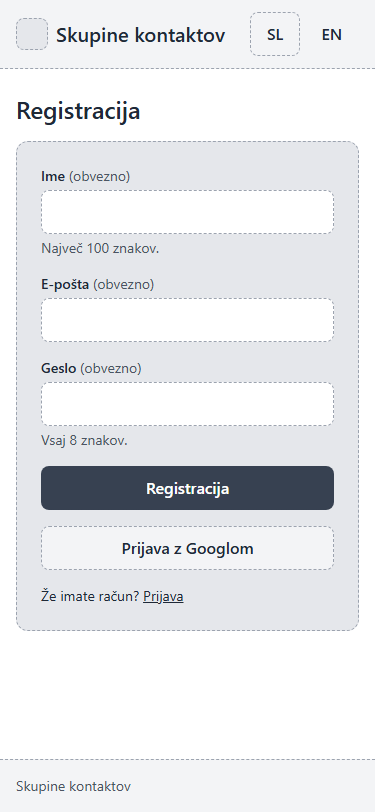 Skupine kontaktov
SL
EN
Registracija
Ime (obvezno)
Največ 100 znakov.
E-pošta (obvezno)
Geslo (obvezno)
Vsaj 8 znakov.
Registracija
Prijava z Googlom
Že imate račun? Prijava
Skupine kontaktov